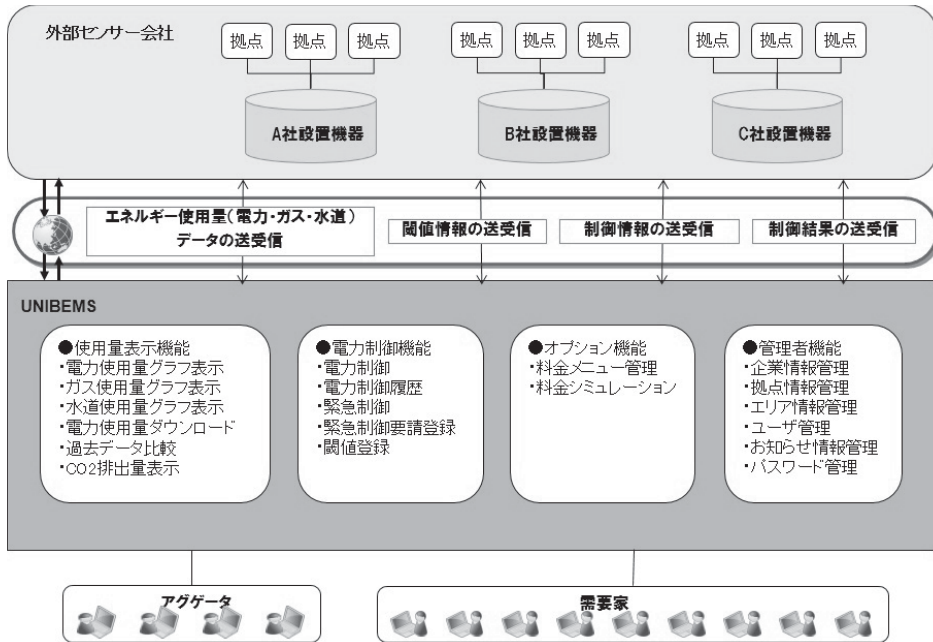 外部センサー会社
拠点 拠点 拠点
拠点 拠点 拠点
拠点 拠点 拠点
A社設置機器
B社設置機器
C社設置機器
エネルギー使用量(電力・ガス・水道)
データの送受信
閾値情報の送受信
制御情報の送受信
制御結果の送受信
UNIBEMS
●使用量表示機能
・電力使用量グラフ表示
・ガス使用量グラフ表示
・水道使用量グラフ表示
・電力使用量ダウンロード
・過去データ比較
・CO2排出量表示
●電力制御機能
・電力制御
・電力制御履歴
・緊急制御
・緊急制御要請登録
・閾値登録
●オプション機能
・料金メニュー管理
・料金シミュレーション
●管理者機能
・企業情報管理
・拠点情報管理
・エリア情報管理
・ユーザ管理
・お知らせ情報管理
・パスワード管理
アグゲータ
需要家